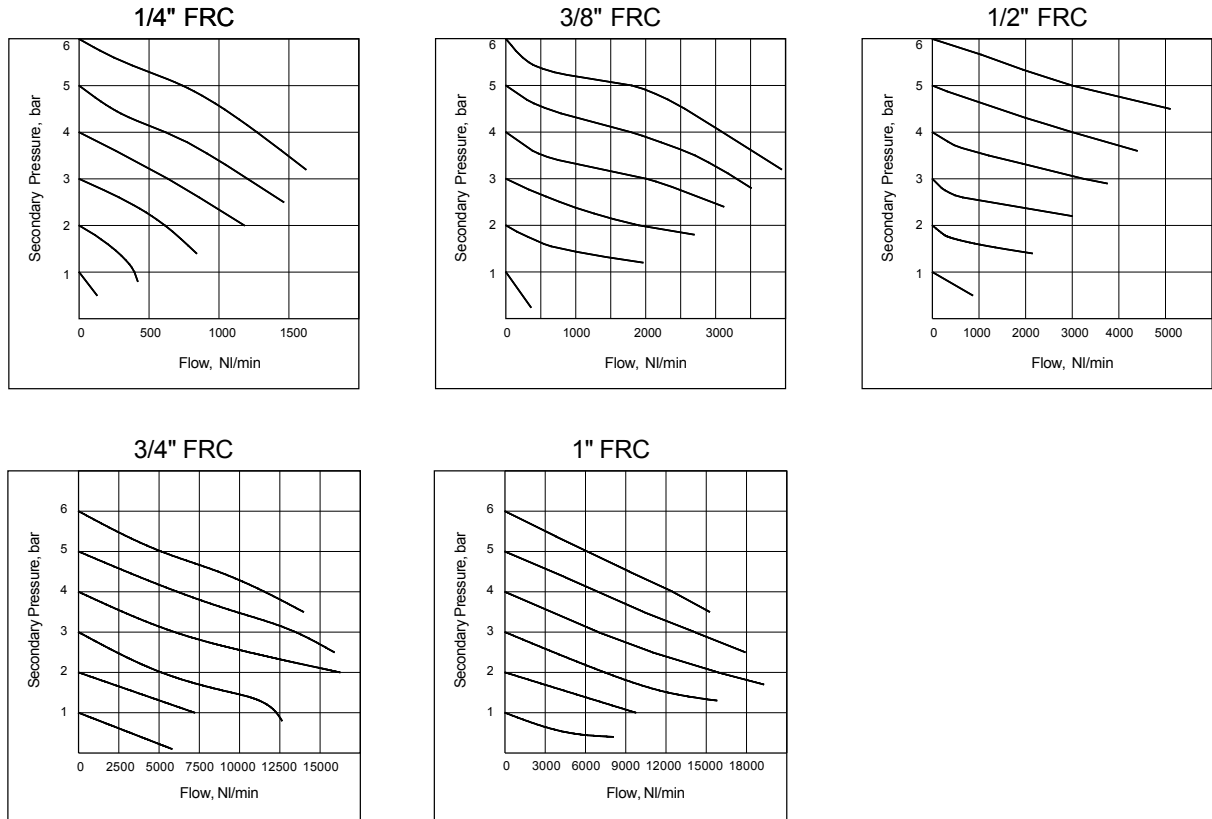 1/4" FRC
6
5
4
3
2
1
Secondary Pressure, bar
0 500 1000 1500
Flow, Nl/min
3/8" FRC
6
5
4
3
2
1
Secondary Pressure, bar
0 1000 2000 3000
Flow, Nl/min
1/2" FRC
6
5
4
3
2
1
Secondary Pressure, bar
0 1000 2000 3000 4000 5000
Flow, Nl/min
3/4" FRC
6
5
4
3
2
1
Secondary Pressure, bar
0 2500 5000 7500 10000 12500 15000
Flow, Nl/min
1" FRC
6
5
4
3
2
1
Secondary Pressure, bar
0 3000 6000 9000 12000 15000 18000
Flow, Nl/min